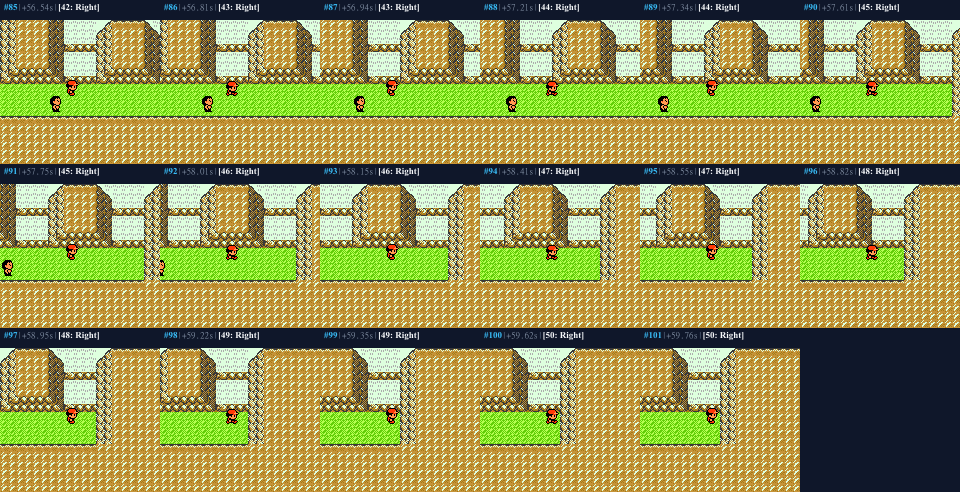 #85|+56.54s|[42: Right]
#86|+56.81s|[43: Right]
#87|+56.94s|[43: Right]
#88|+57.21s|[44: Right]
#89|+57.34s|[44: Right]
#90|+57.61s|[45: Right]
#91|+57.75s|[45: Right]
#92|+58.01s|[46: Right]
#93|+58.15s|[46: Right]
#94|+58.41s|[47: Right]
#95|+58.55s|[47: Right]
#96|+58.82s|[48: Right]
#97|+58.95s|[48: Right]
#98|+59.22s|[49: Right]
#99|+59.35s|[49: Right]
#100|+59.62s|[50: Right]
#101|+59.76s|[50: Right]